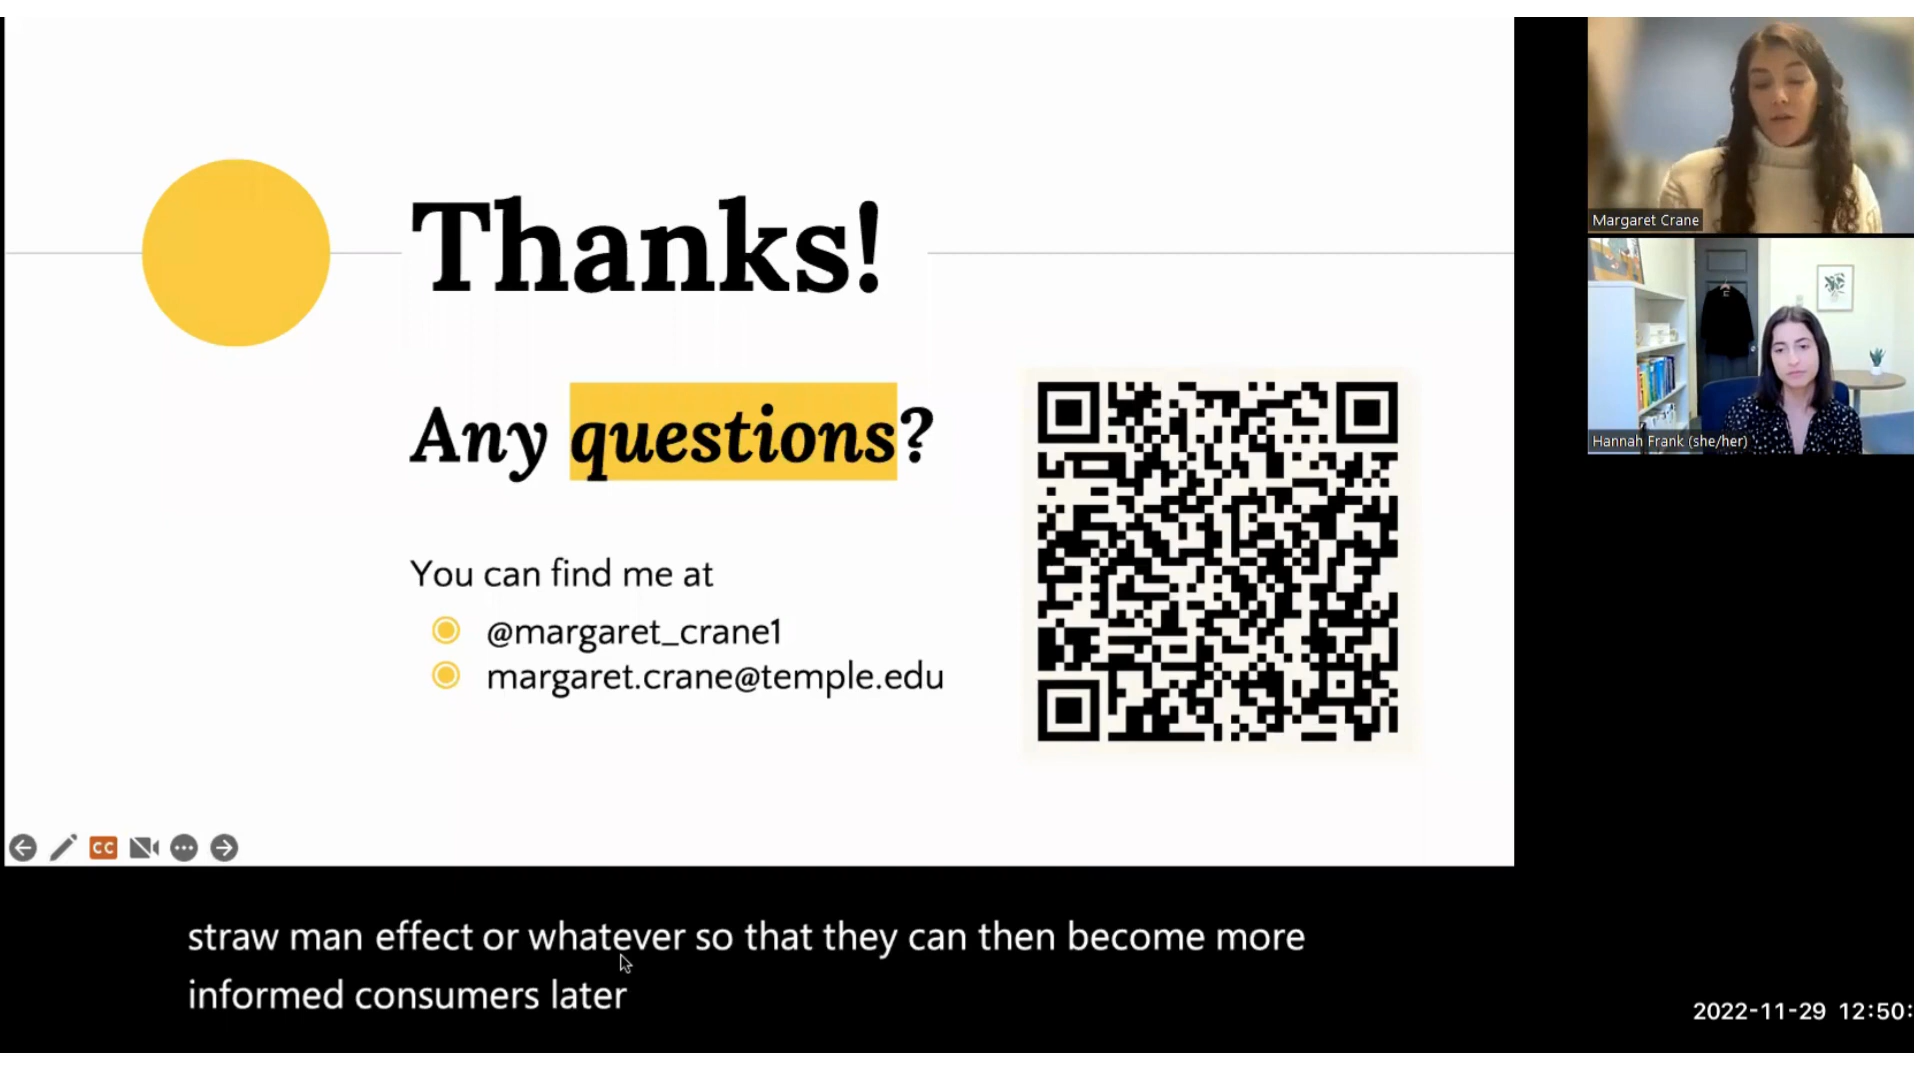 Thanks!
Any questions?
You can find me at
@margaret_crane1
margaret.crane@temple.edu
CC
straw man effect or whatever so that they can then become more
informed consumers later
Margaret Crane
Hannah Frank (she/her)
2022-11-29 12:50: